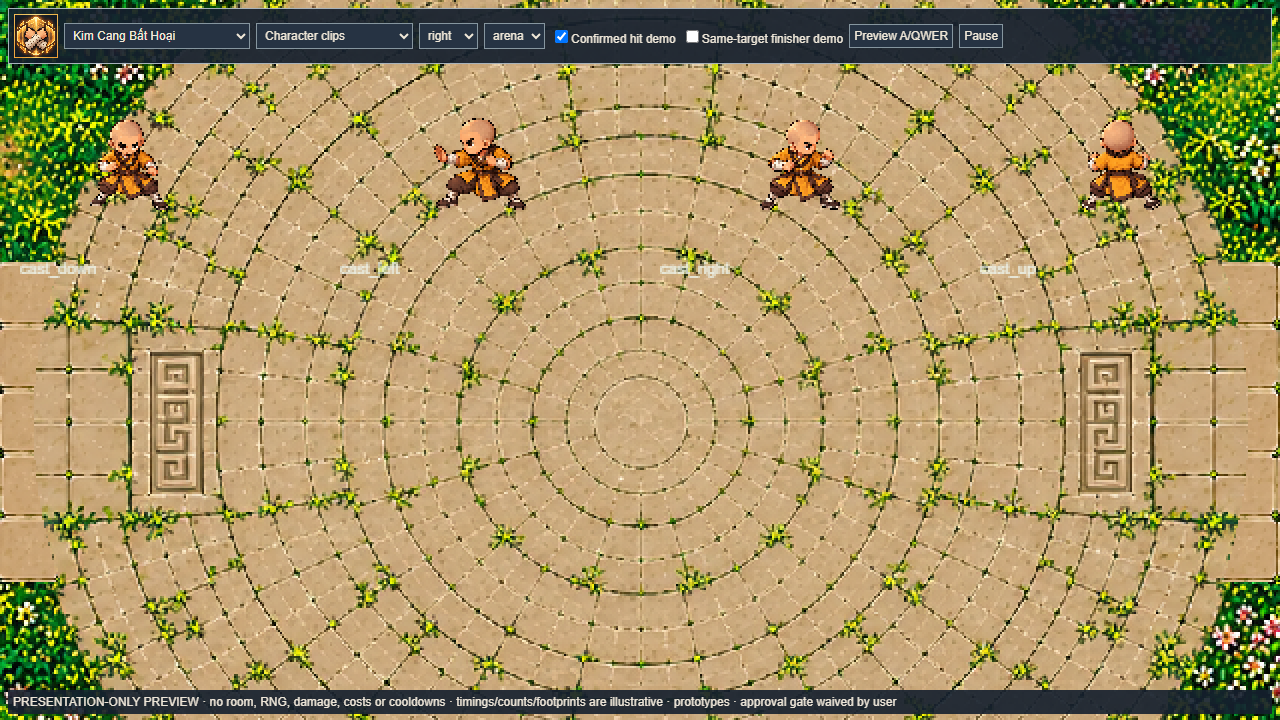 Kim Cang Bất Hoại Character clips right arena Confirmed hit demo Same-target finisher demo Preview A/QWER Pause
cast_down cast_left cast_right cast_up
PRESENTATION-ONLY PREVIEW · no room, RNG, damage, costs or cooldowns · timings/counts/footprints are illustrative · prototypes · approval gate waived by user